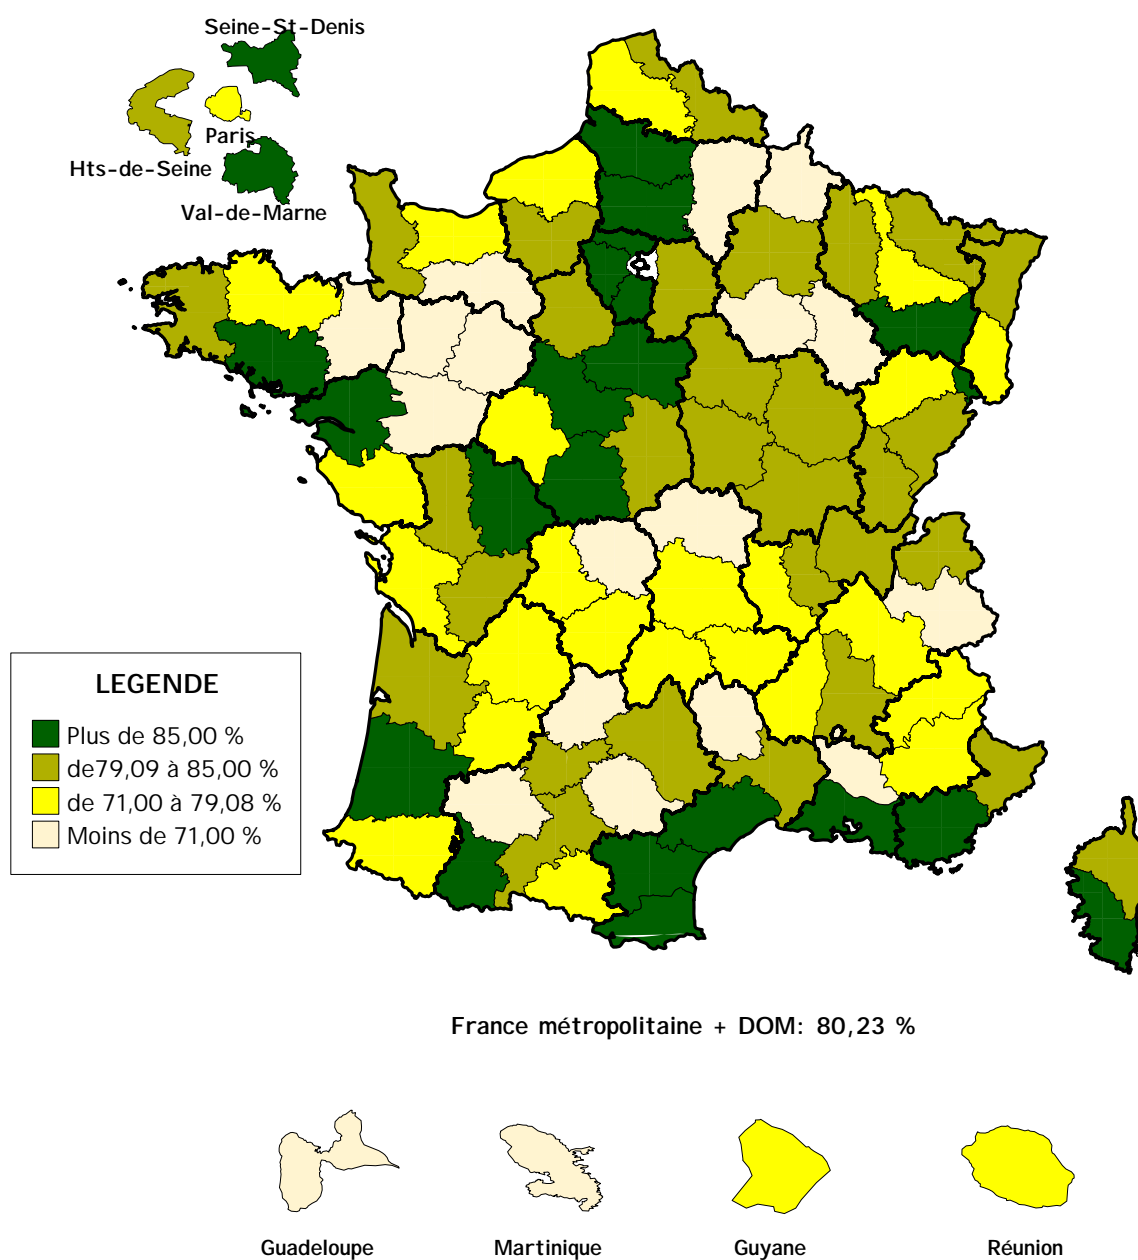 Seine-St-Denis
Paris
Hts-de-Seine
Val-de-Marne
LEGENDE
Plus de 85,00 %
de79,09 à 85,00 %
de 71,00 à 79,08 %
Moins de 71,00 %
France métropolitaine + DOM: 80,23 %
Guadeloupe
Martinique
Guyane
Réunion